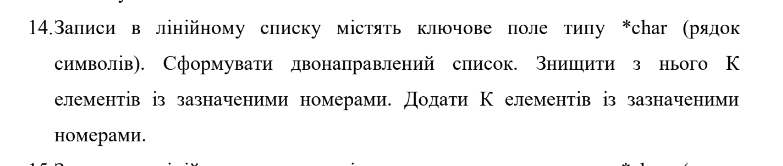 14.Записи в лінійному списку містять ключове поле типу *char (рядок
символів). Сформувати двонаправлений список. Знищити з нього К
елементів із зазначеними номерами. Додати К елементів із зазначеними
номерами.